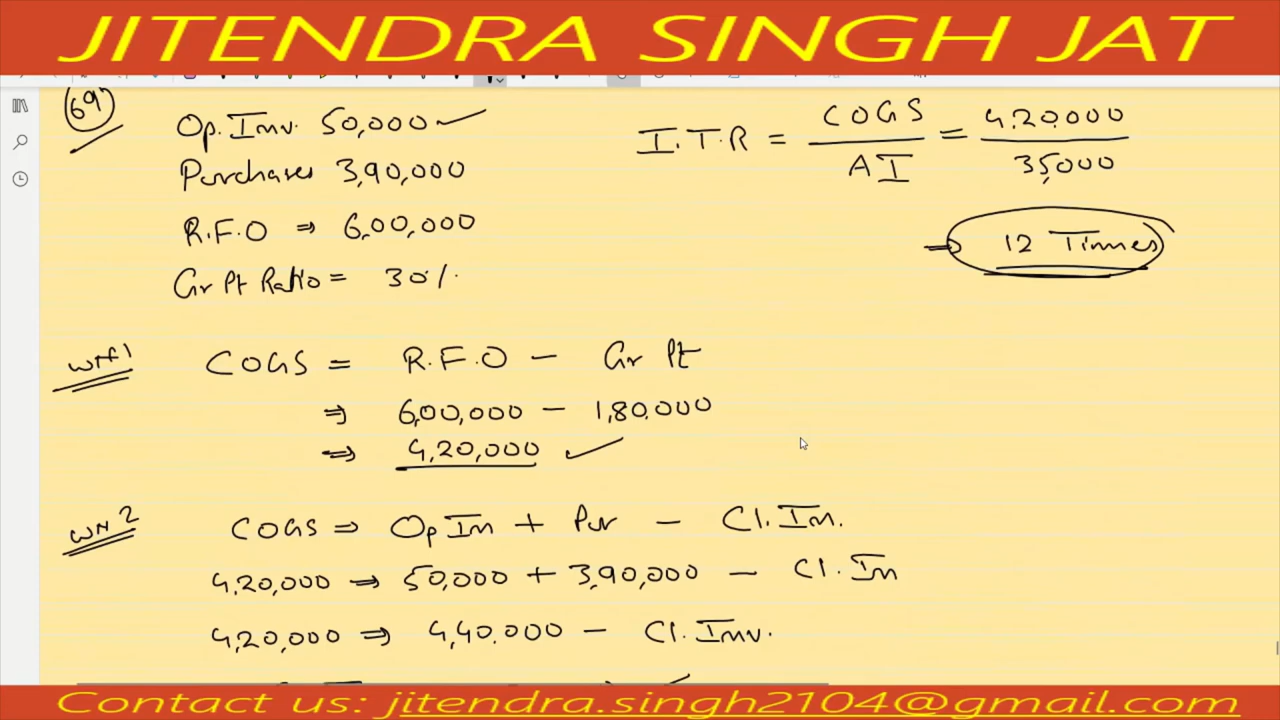 JITENDRA SINGH JAT
69
Op. Inv. 50,000
Purchases 3,90,000
R.F.O ⇒ 6,00,000
Gr Pt Ratio = 30%
I.T.R = COGS / AI = 4,20,000 / 35,000
⇒ 12 Times
WN 1
COGS = R.F.O − Gr Pt
⇒ 6,00,000 − 1,80,000
⇒ 4,20,000
WN 2
COGS ⇒ Op In + Pur − Cl. In.
4,20,000 ⇒ 50,000 + 3,90,000 − Cl. In
4,20,000 ⇒ 4,40,000 − Cl. Inv.
Contact us: jitendra.singh2104@gmail.com